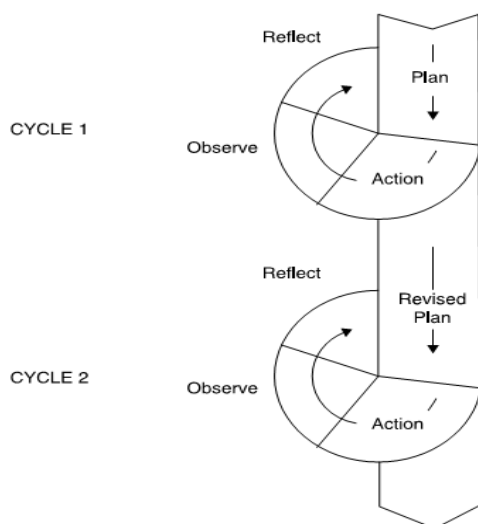 Reflect
Plan
CYCLE 1
Observe
Action
Reflect
Revised
Plan
CYCLE 2
Observe
Action